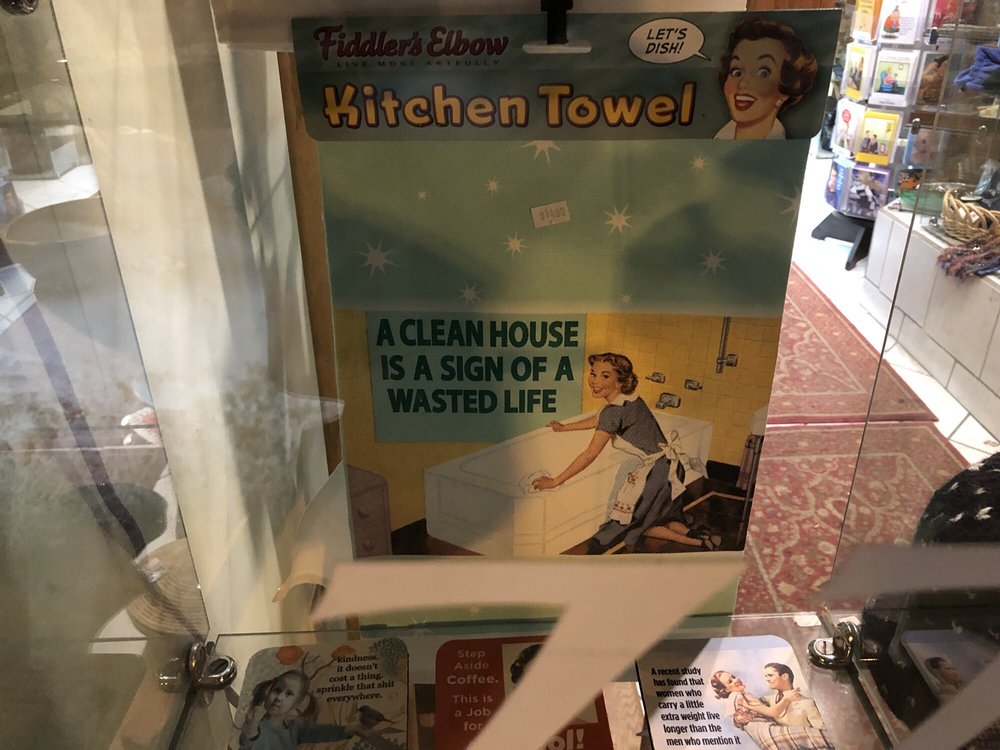 Fiddler's Elbow
LIVE MORE ARTFULLY
LET'S
DISH!
Kitchen Towel
A CLEAN HOUSE
IS A SIGN OF A
WASTED LIFE
kindness.
it doesn't
cost a thing.
sprinkle that shit
everywhere.
Step
Aside
Coffee.
This is
a Job
for
ol!
A recent study
has found that
women who
carry a little
extra weight live
longer than the
men who mention it